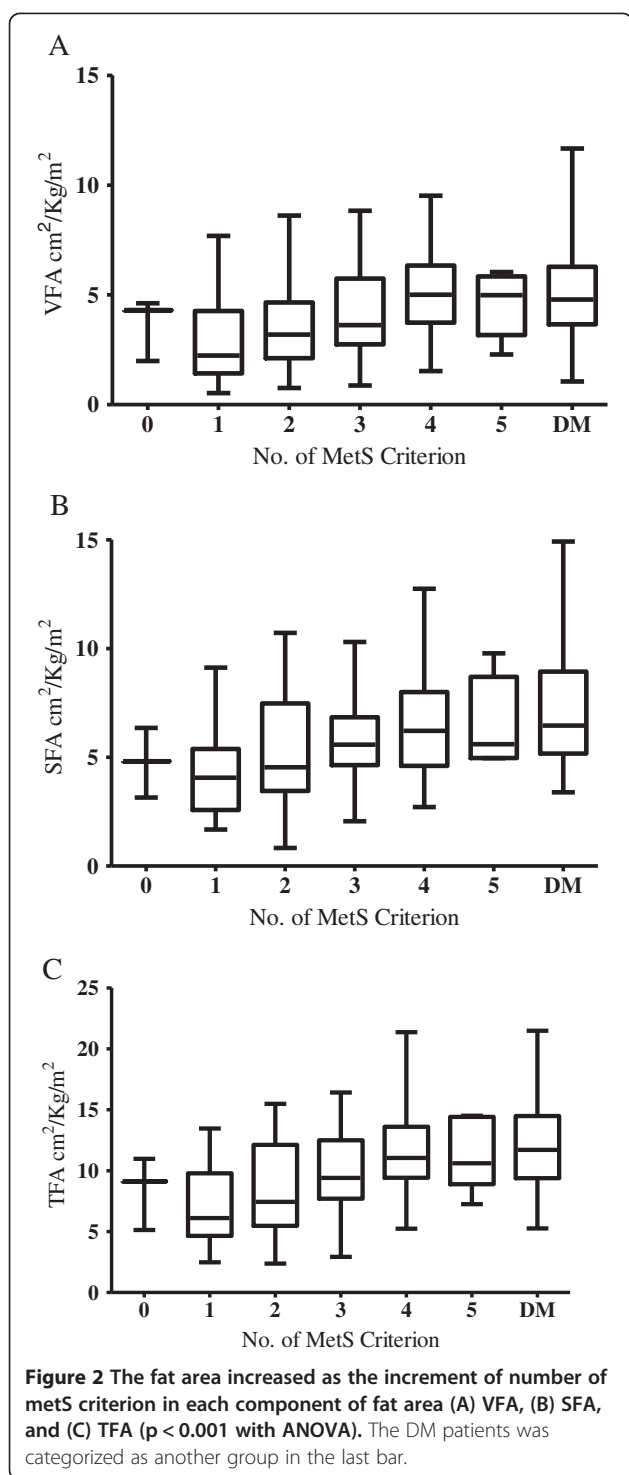 A
15
10
5
0
VFA cm²/Kg/m²
0 1 2 3 4 5 DM
No. of MetS Criterion
B
15
10
5
0
SFA cm²/Kg/m²
0 1 2 3 4 5 DM
No. of MetS Criterion
C
25
20
15
10
5
0
TFA cm²/Kg/m²
0 1 2 3 4 5 DM
No. of MetS Criterion
Figure 2 The fat area increased as the increment of number of
metS criterion in each component of fat area (A) VFA, (B) SFA,
and (C) TFA (p < 0.001 with ANOVA). The DM patients was
categorized as another group in the last bar.